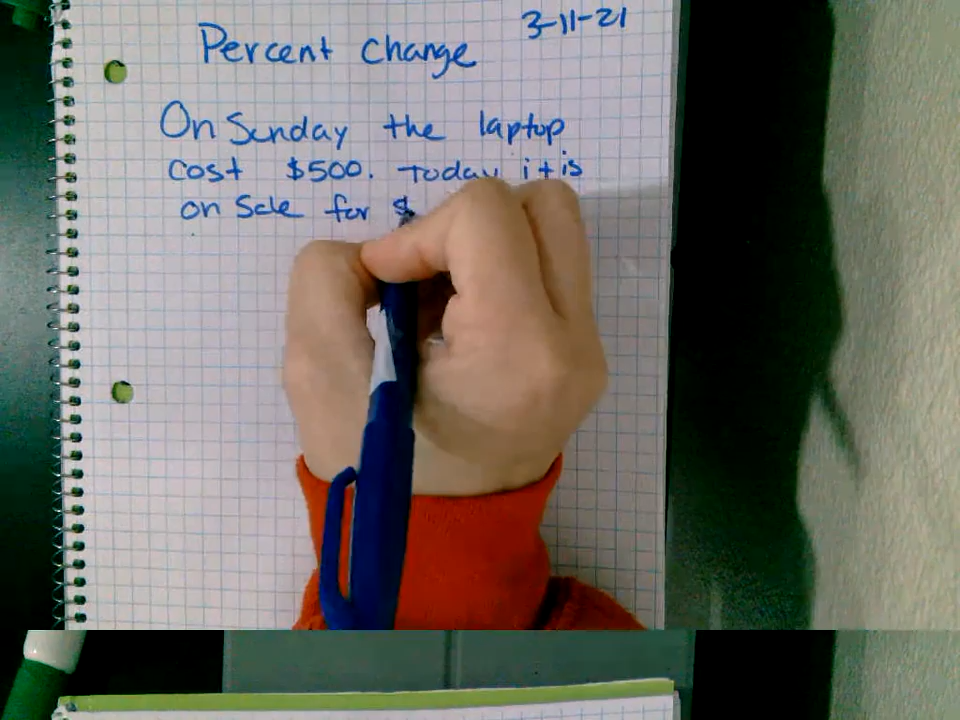 Percent Change
3-11-21
On Sunday the laptop
cost $500. Today it is
on Sale for $